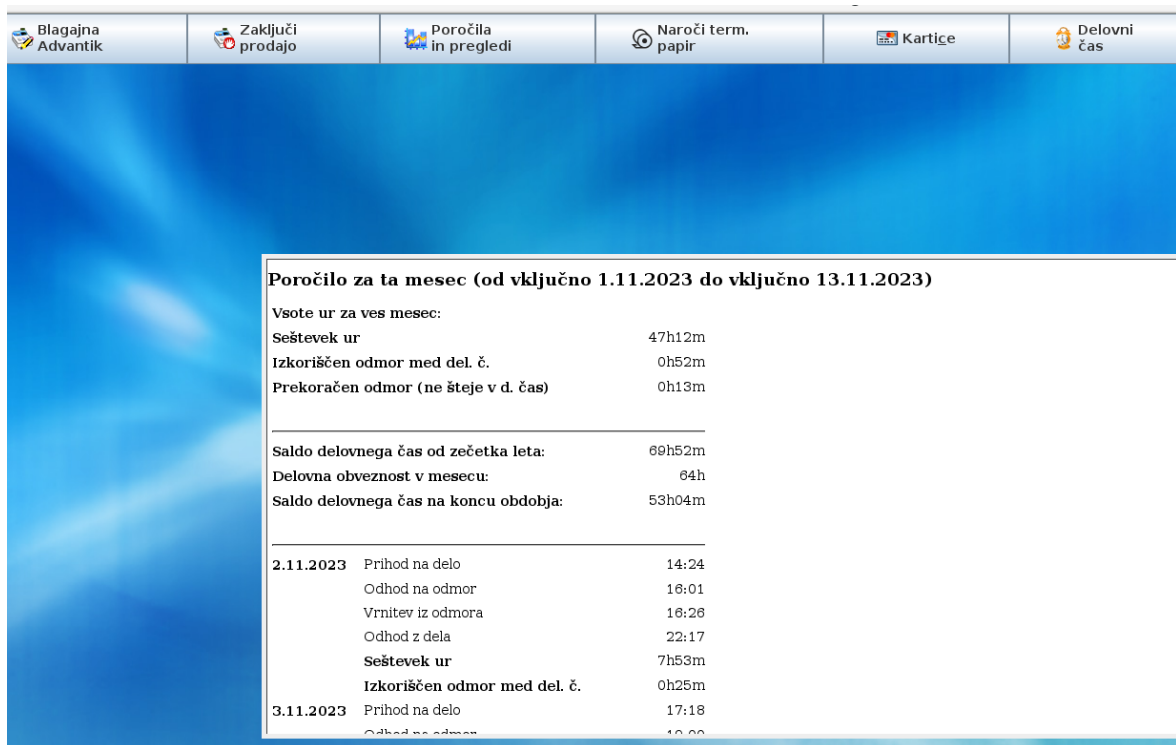 Blagajna
Advantik
Zaključi
prodajo
Poročila
in pregledi
Naroči term.
papir
Kartice
Delovni
čas
Poročilo za ta mesec (od vključno 1.11.2023 do vključno 13.11.2023)
Vsote ur za ves mesec:
Seštevek ur 47h12m
Izkoriščen odmor med del. č. 0h52m
Prekoračen odmor (ne šteje v d. čas) 0h13m
Saldo delovnega čas od zečetka leta: 69h52m
Delovna obveznost v mesecu: 64h
Saldo delovnega čas na koncu obdobja: 53h04m
2.11.2023 Prihod na delo 14:24
Odhod na odmor 16:01
Vrnitev iz odmora 16:26
Odhod z dela 22:17
Seštevek ur 7h53m
Izkoriščen odmor med del. č. 0h25m
3.11.2023 Prihod na delo 17:18
Odhod na odmor